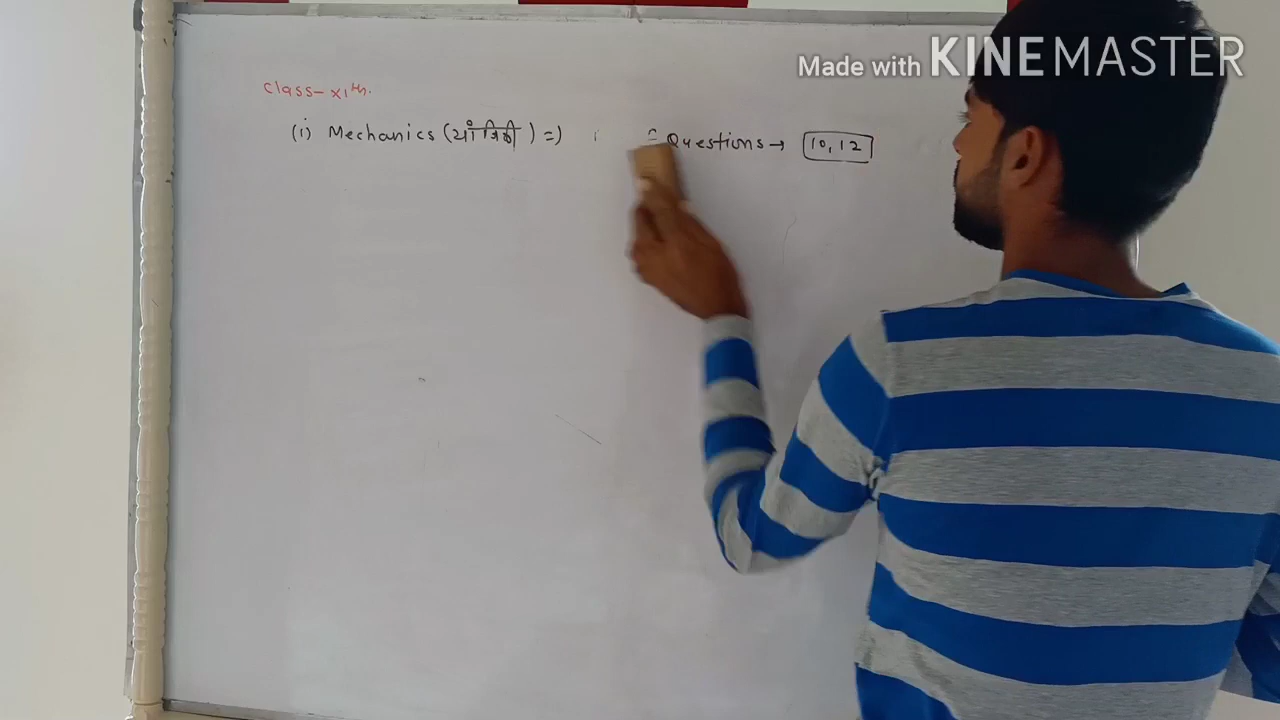 Made with KINEMASTER
Class-XIth.
(i) Mechanics (यांत्रिकी) => Questions → 10, 12